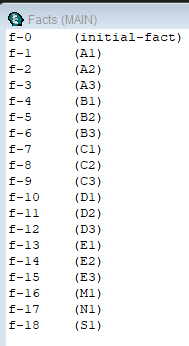 Facts (MAIN)
f-0 (initial-fact)
f-1 (A1)
f-2 (A2)
f-3 (A3)
f-4 (B1)
f-5 (B2)
f-6 (B3)
f-7 (C1)
f-8 (C2)
f-9 (C3)
f-10 (D1)
f-11 (D2)
f-12 (D3)
f-13 (E1)
f-14 (E2)
f-15 (E3)
f-16 (M1)
f-17 (N1)
f-18 (S1)